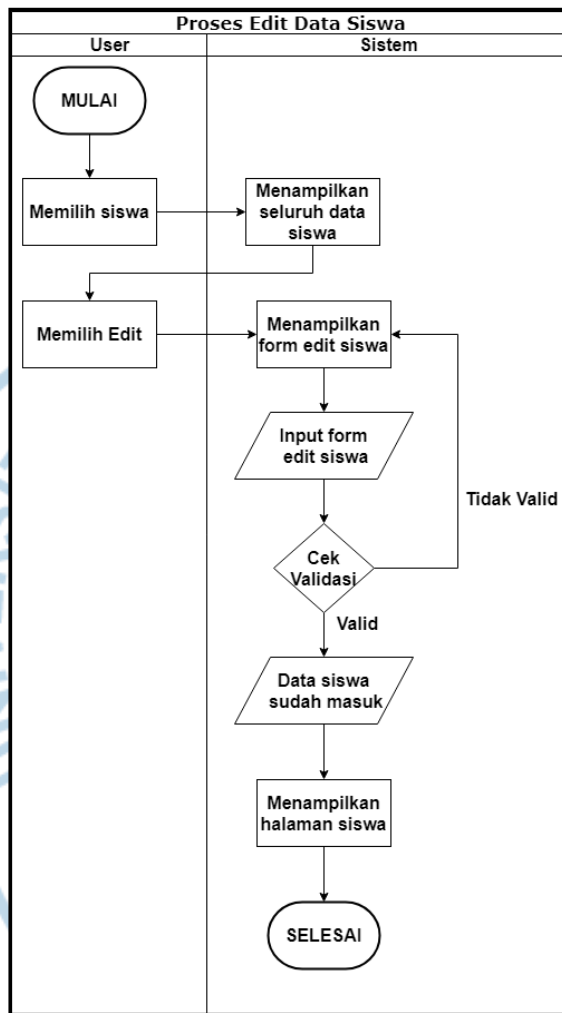 Proses Edit Data Siswa
User
Sistem
MULAI
Memilih siswa
Menampilkan
seluruh data
siswa
Memilih Edit
Menampilkan
form edit siswa
Input form
edit siswa
Tidak Valid
Cek
Validasi
Valid
Data siswa
sudah masuk
Menampilkan
halaman siswa
SELESAI